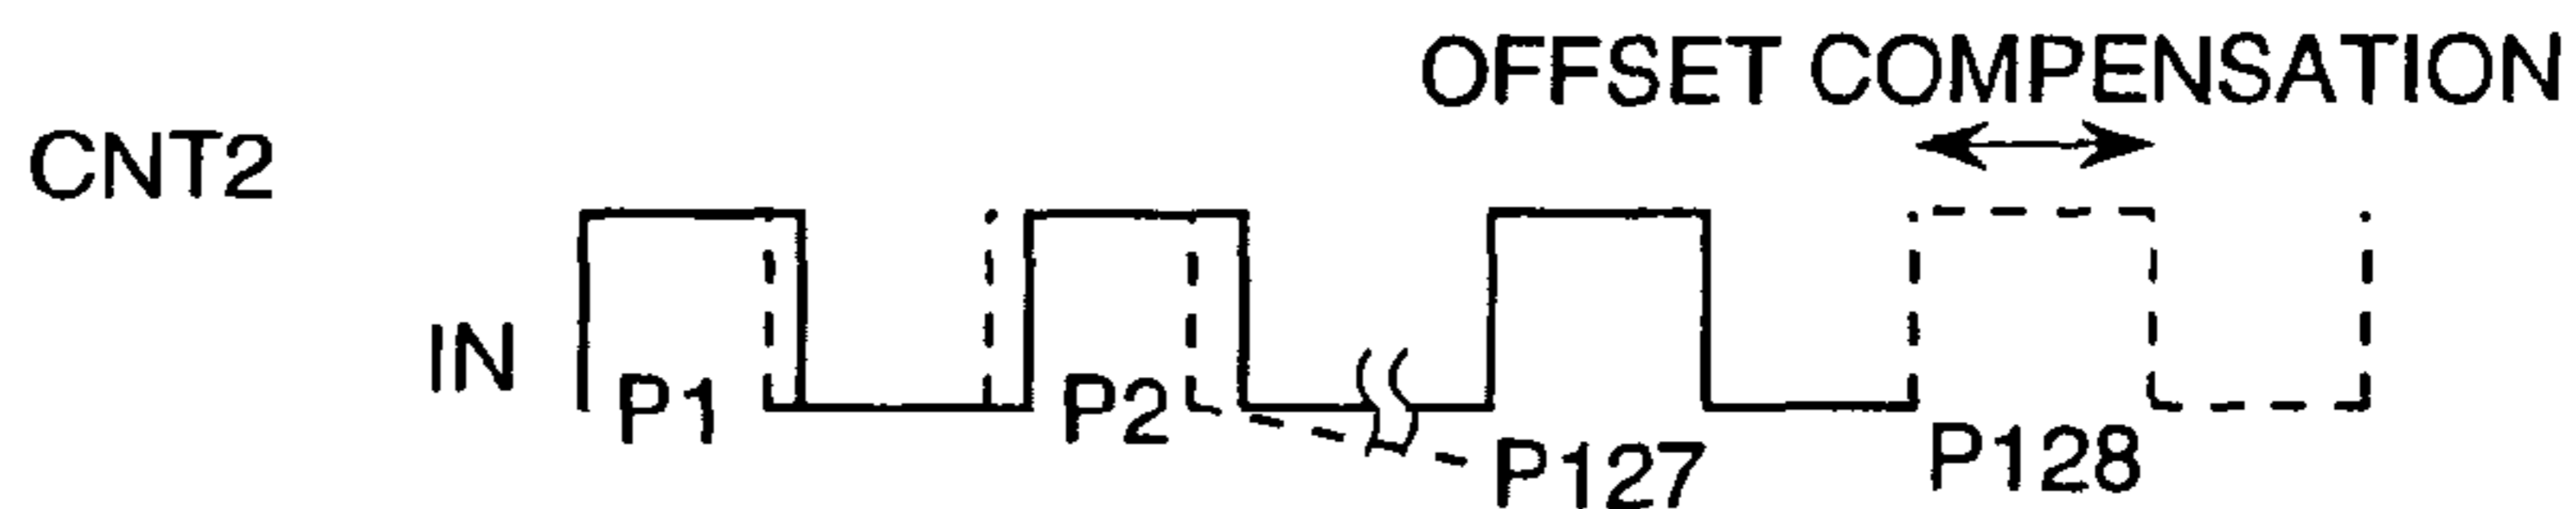 OFFSET COMPENSATION
CNT2
IN
P1
P2
P127
P128